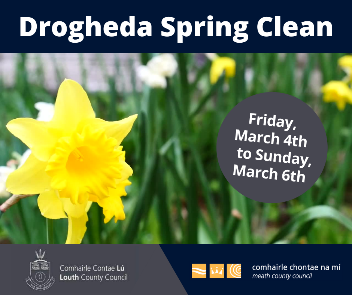 Drogheda Spring Clean
Friday,
March 4th
to Sunday,
March 6th
Comhairle Contae Lú
Louth County Council
comhairle chontae na mí
meath county council